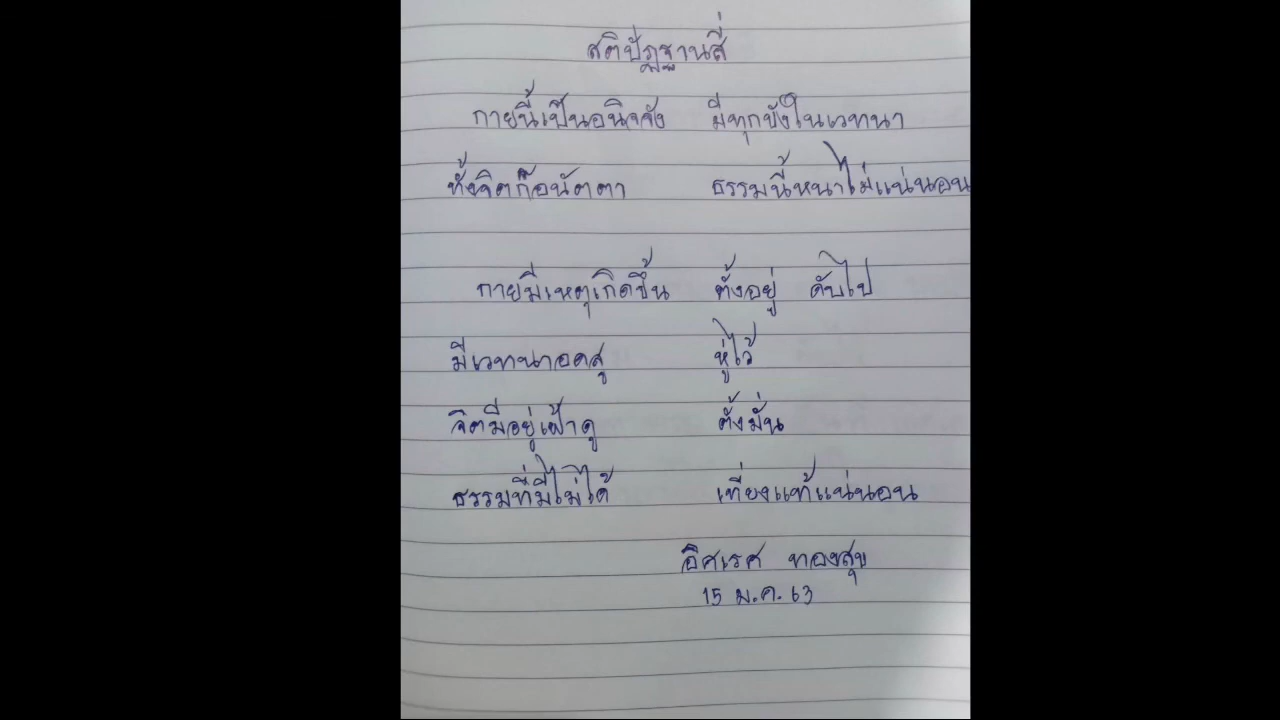 สติปัฏฐานสี่
กายนี้เป็นอนิจจัง มีทุกขังในเวทนา
ทั้งจิตก็อนัตตา ธรรมนี้หนาไม่แน่นอน
กายมีเหตุเกิดขึ้น ตั้งอยู่ ดับไป
มีเวทนาอดสู หู่ไว้
จิตมีอยู่เฝ้าดู ตั้งมั่น
ธรรมที่มีไม่ได้ เที่ยงแท้แน่นอน
อิศเรศ ทองสุข
15 ม.ค. 63